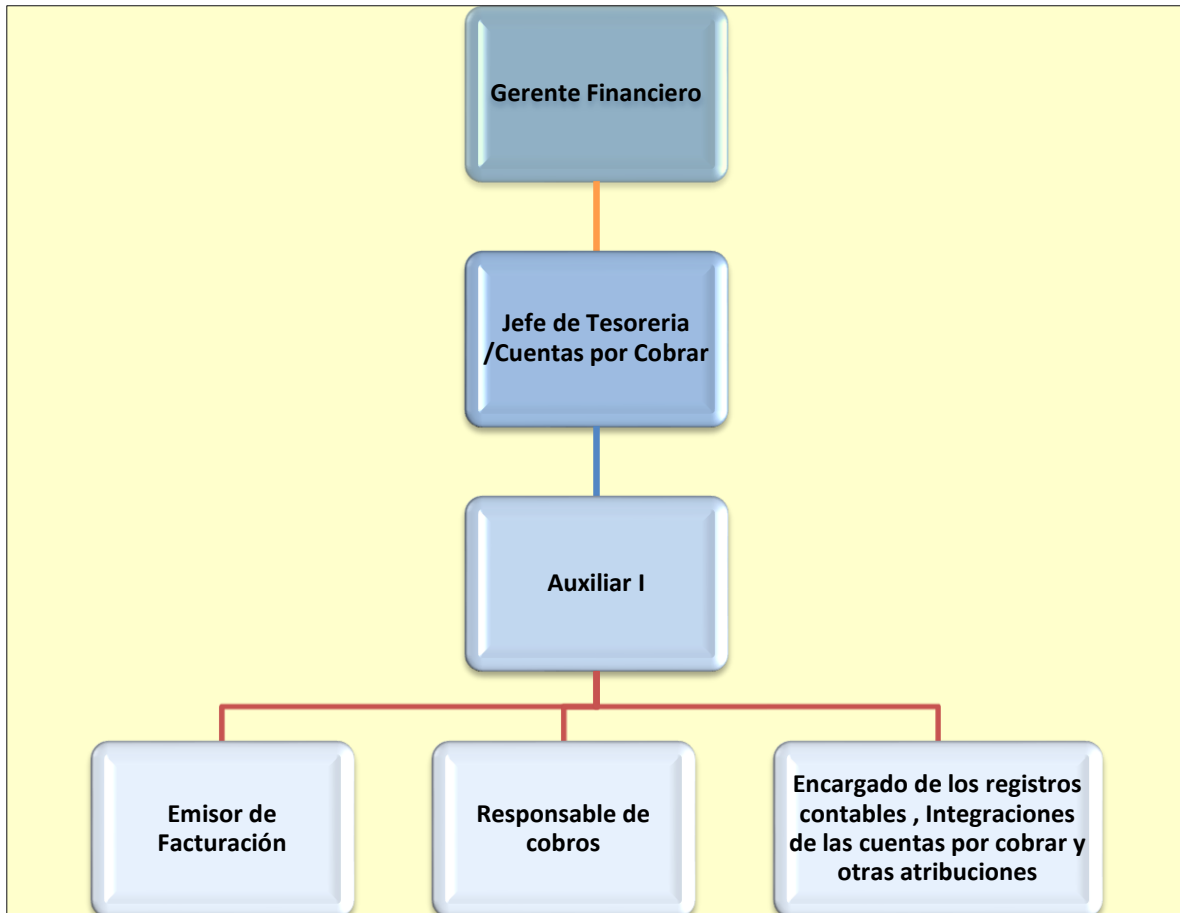 Gerente Financiero
Jefe de Tesoreria
/Cuentas por Cobrar
Auxiliar I
Emisor de
Facturación
Responsable de
cobros
Encargado de los registros
contables , Integraciones
de las cuentas por cobrar y
otras atribuciones